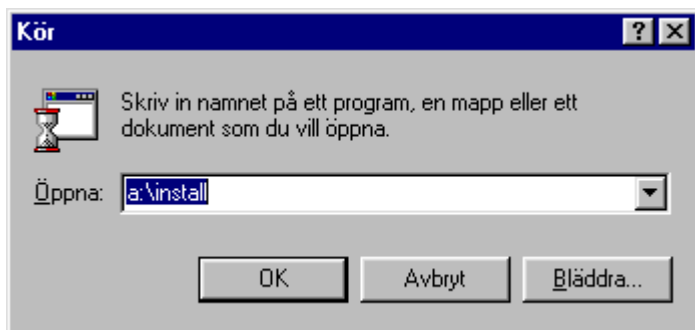 Kör
Skriv in namnet på ett program, en mapp eller ett
dokument som du vill öppna.
Öppna: a:\install
OK Avbryt Bläddra...